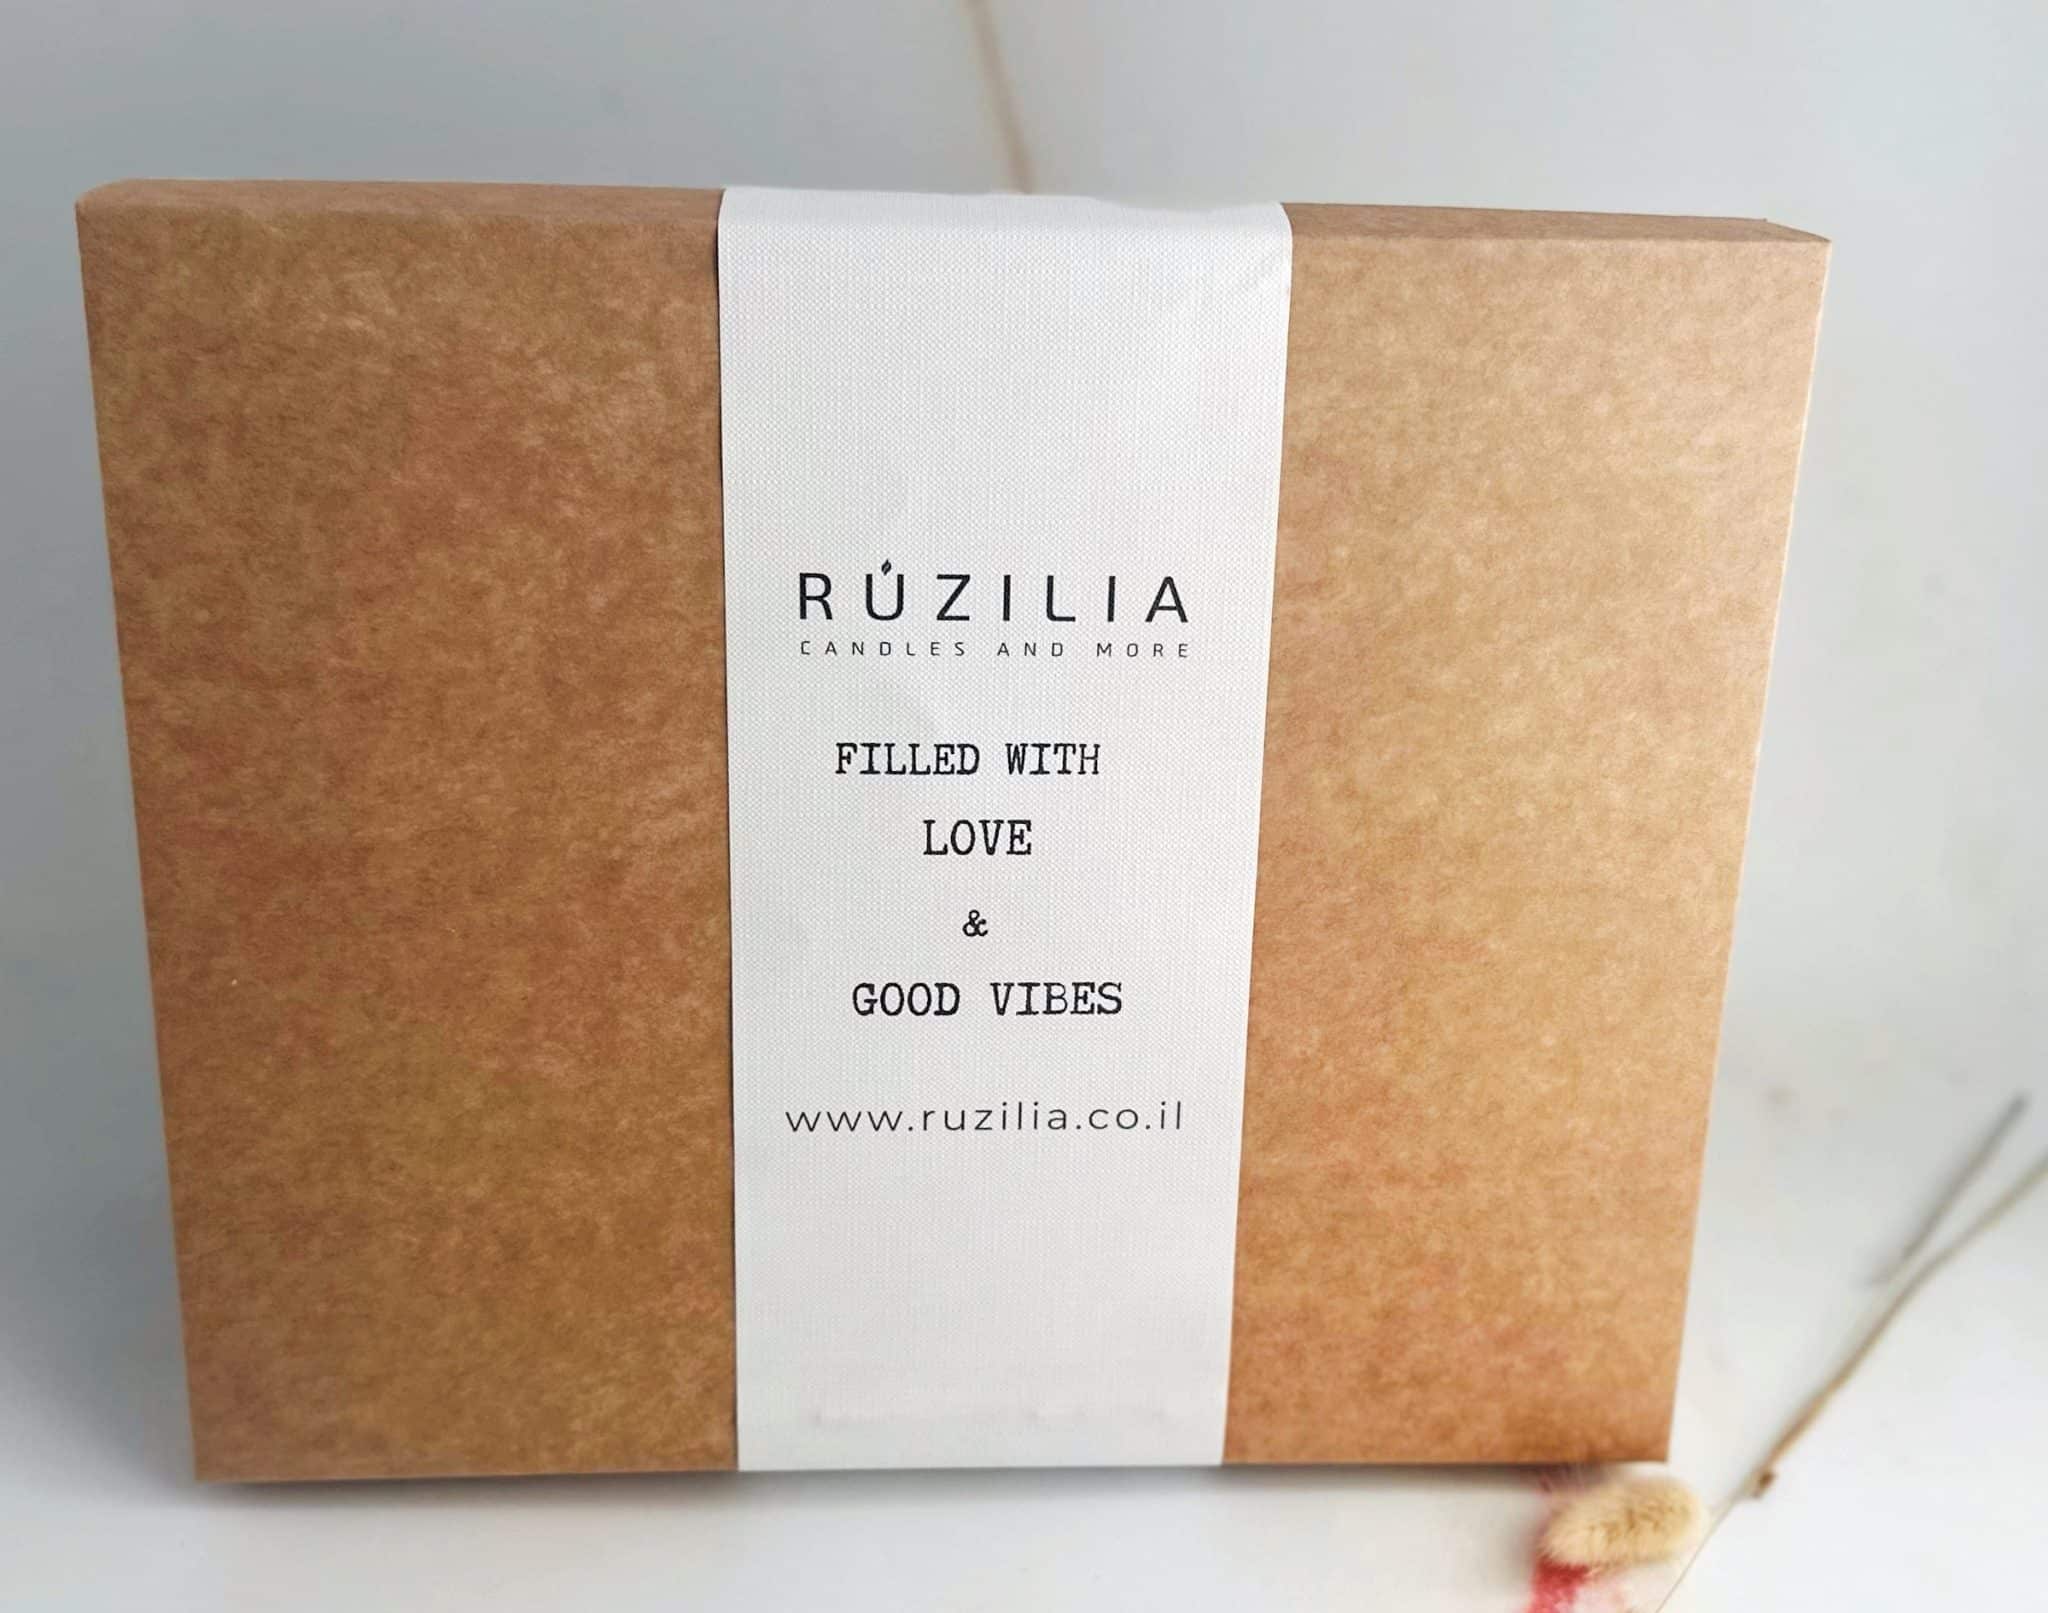 RÚZILIA
CANDLES AND MORE
FILLED WITH
LOVE
&
GOOD VIBES
www.ruzilia.co.il